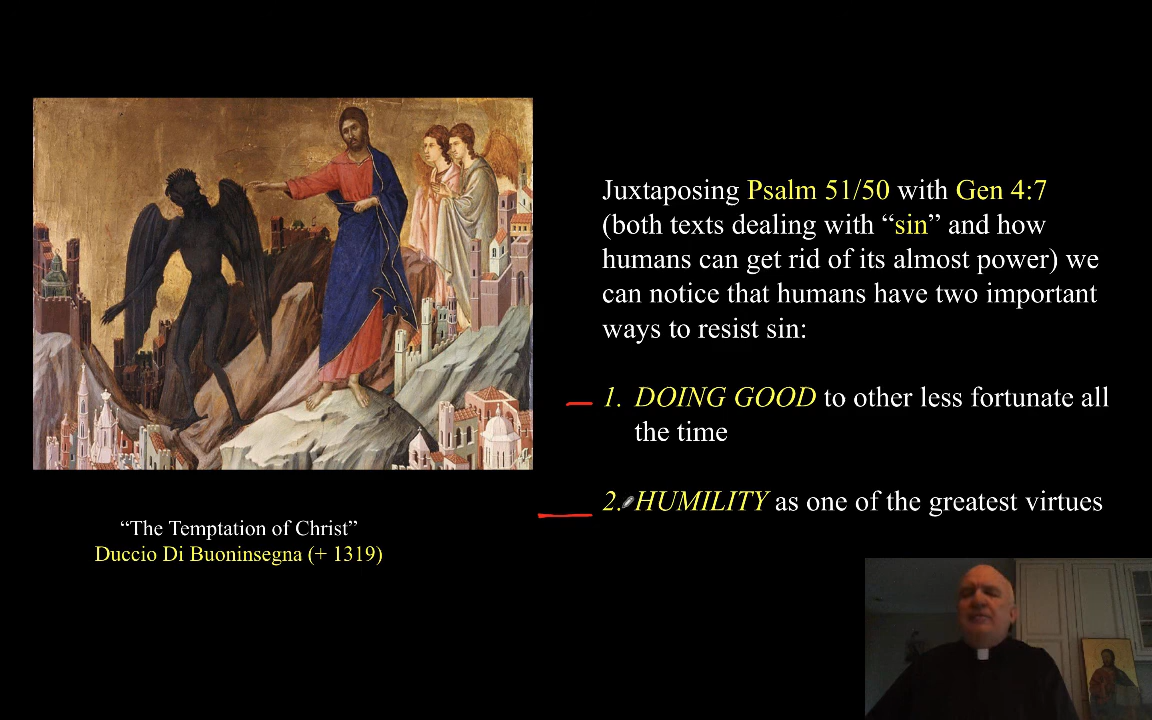 Juxtaposing Psalm 51/50 with Gen 4:7
(both texts dealing with “sin” and how
humans can get rid of its almost power) we
can notice that humans have two important
ways to resist sin:
1. DOING GOOD to other less fortunate all
the time
2. HUMILITY as one of the greatest virtues
“The Temptation of Christ”
Duccio Di Buoninsegna (+ 1319)